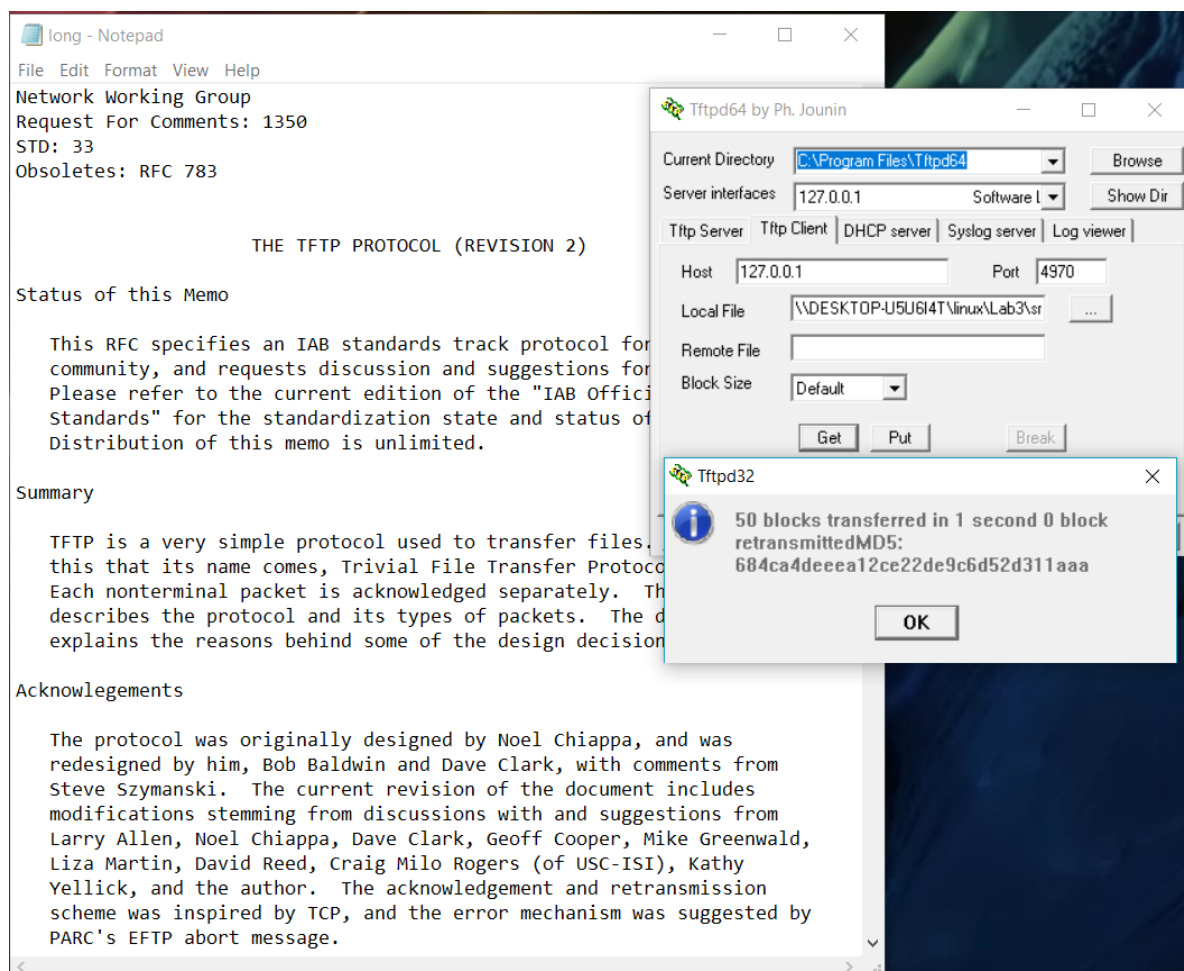 long - Notepad
File Edit Format View Help
Network Working Group
Request For Comments: 1350
STD: 33
Obsoletes: RFC 783
THE TFTP PROTOCOL (REVISION 2)
Status of this Memo
This RFC specifies an IAB standards track protocol for
community, and requests discussion and suggestions for
Please refer to the current edition of the "IAB Offici
Standards" for the standardization state and status of
Distribution of this memo is unlimited.
Summary
TFTP is a very simple protocol used to transfer files.
this that its name comes, Trivial File Transfer Protoco
Each nonterminal packet is acknowledged separately. Th
describes the protocol and its types of packets. The d
explains the reasons behind some of the design decision
Acknowlegements
The protocol was originally designed by Noel Chiappa, and was
redesigned by him, Bob Baldwin and Dave Clark, with comments from
Steve Szymanski. The current revision of the document includes
modifications stemming from discussions with and suggestions from
Larry Allen, Noel Chiappa, Dave Clark, Geoff Cooper, Mike Greenwald,
Liza Martin, David Reed, Craig Milo Rogers (of USC-ISI), Kathy
Yellick, and the author. The acknowledgement and retransmission
scheme was inspired by TCP, and the error mechanism was suggested by
PARC's EFTP abort message.
Tftpd64 by Ph. Jounin
Current Directory C:\Program Files\Tftpd64 Browse
Server interfaces 127.0.0.1 Software L Show Dir
Tftp Server Tftp Client DHCP server Syslog server Log viewer
Host 127.0.0.1 Port 4970
Local File \\DESKTOP-U5U6I4T\linux\Lab3\sr ...
Remote File
Block Size Default
Get Put Break
Tftpd32
50 blocks transferred in 1 second 0 block
retransmittedMD5:
684ca4deeea12ce22de9c6d52d311aaa
OK